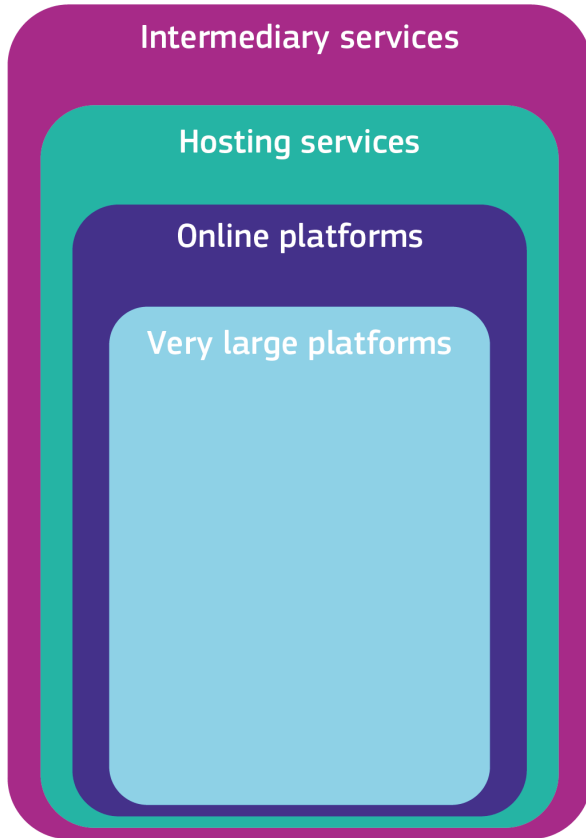 Intermediary services
Hosting services
Online platforms
Very large platforms